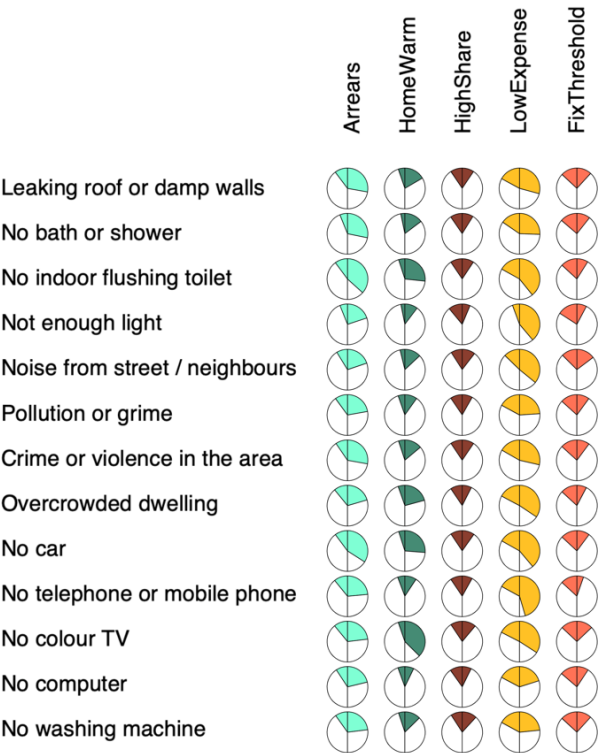 Arrears
HomeWarm
HighShare
LowExpense
FixThreshold
Leaking roof or damp walls
No bath or shower
No indoor flushing toilet
Not enough light
Noise from street / neighbours
Pollution or grime
Crime or violence in the area
Overcrowded dwelling
No car
No telephone or mobile phone
No colour TV
No computer
No washing machine